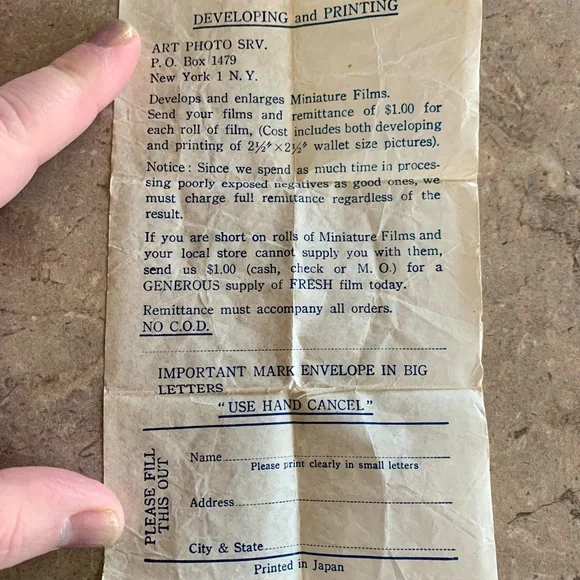 DEVELOPING and PRINTING
ART PHOTO SRV.
P. O. Box 1479
New York 1 N. Y.
Develops and enlarges Miniature Films.
Send your films and remittance of $1.00 for
each roll of film, (Cost includes both developing
and printing of 2½"×2½" wallet size pictures).
Notice : Since we spend as much time in proces-
sing poorly exposed negatives as good ones, we
must charge full remittance regardless of the
result.
If you are short on rolls of Miniature Films and
your local store cannot supply you with them,
send us $1.00 (cash, check or M. O.) for a
GENEROUS supply of FRESH film today.
Remittance must accompany all orders.
NO C.O.D.
IMPORTANT MARK ENVELOPE IN BIG
LETTERS
"USE HAND CANCEL"
PLEASE FILL
THIS OUT
Name
Please print clearly in small letters
Address
City & State
Printed in Japan